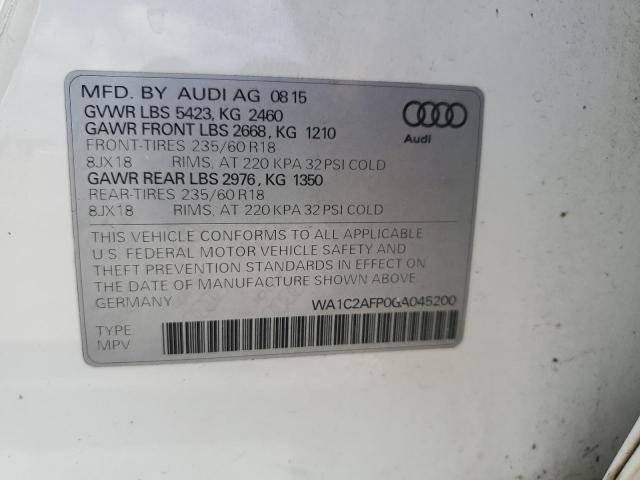 MFD. BY AUDI AG 08 15
GVWR LBS 5423, KG 2460
GAWR FRONT LBS 2668, KG 1210
FRONT-TIRES 235/60 R18
8JX18 RIMS, AT 220 KPA 32 PSI COLD
GAWR REAR LBS 2976, KG 1350
REAR-TIRES 235/60 R18
8JX18 RIMS, AT 220 KPA 32 PSI COLD
Audi
THIS VEHICLE CONFORMS TO ALL APPLICABLE
U.S. FEDERAL MOTOR VEHICLE SAFETY AND
THEFT PREVENTION STANDARDS IN EFFECT ON
THE DATE OF MANUFACTURE SHOWN ABOVE.
GERMANY WA1C2AFP0GA045200
TYPE
MPV